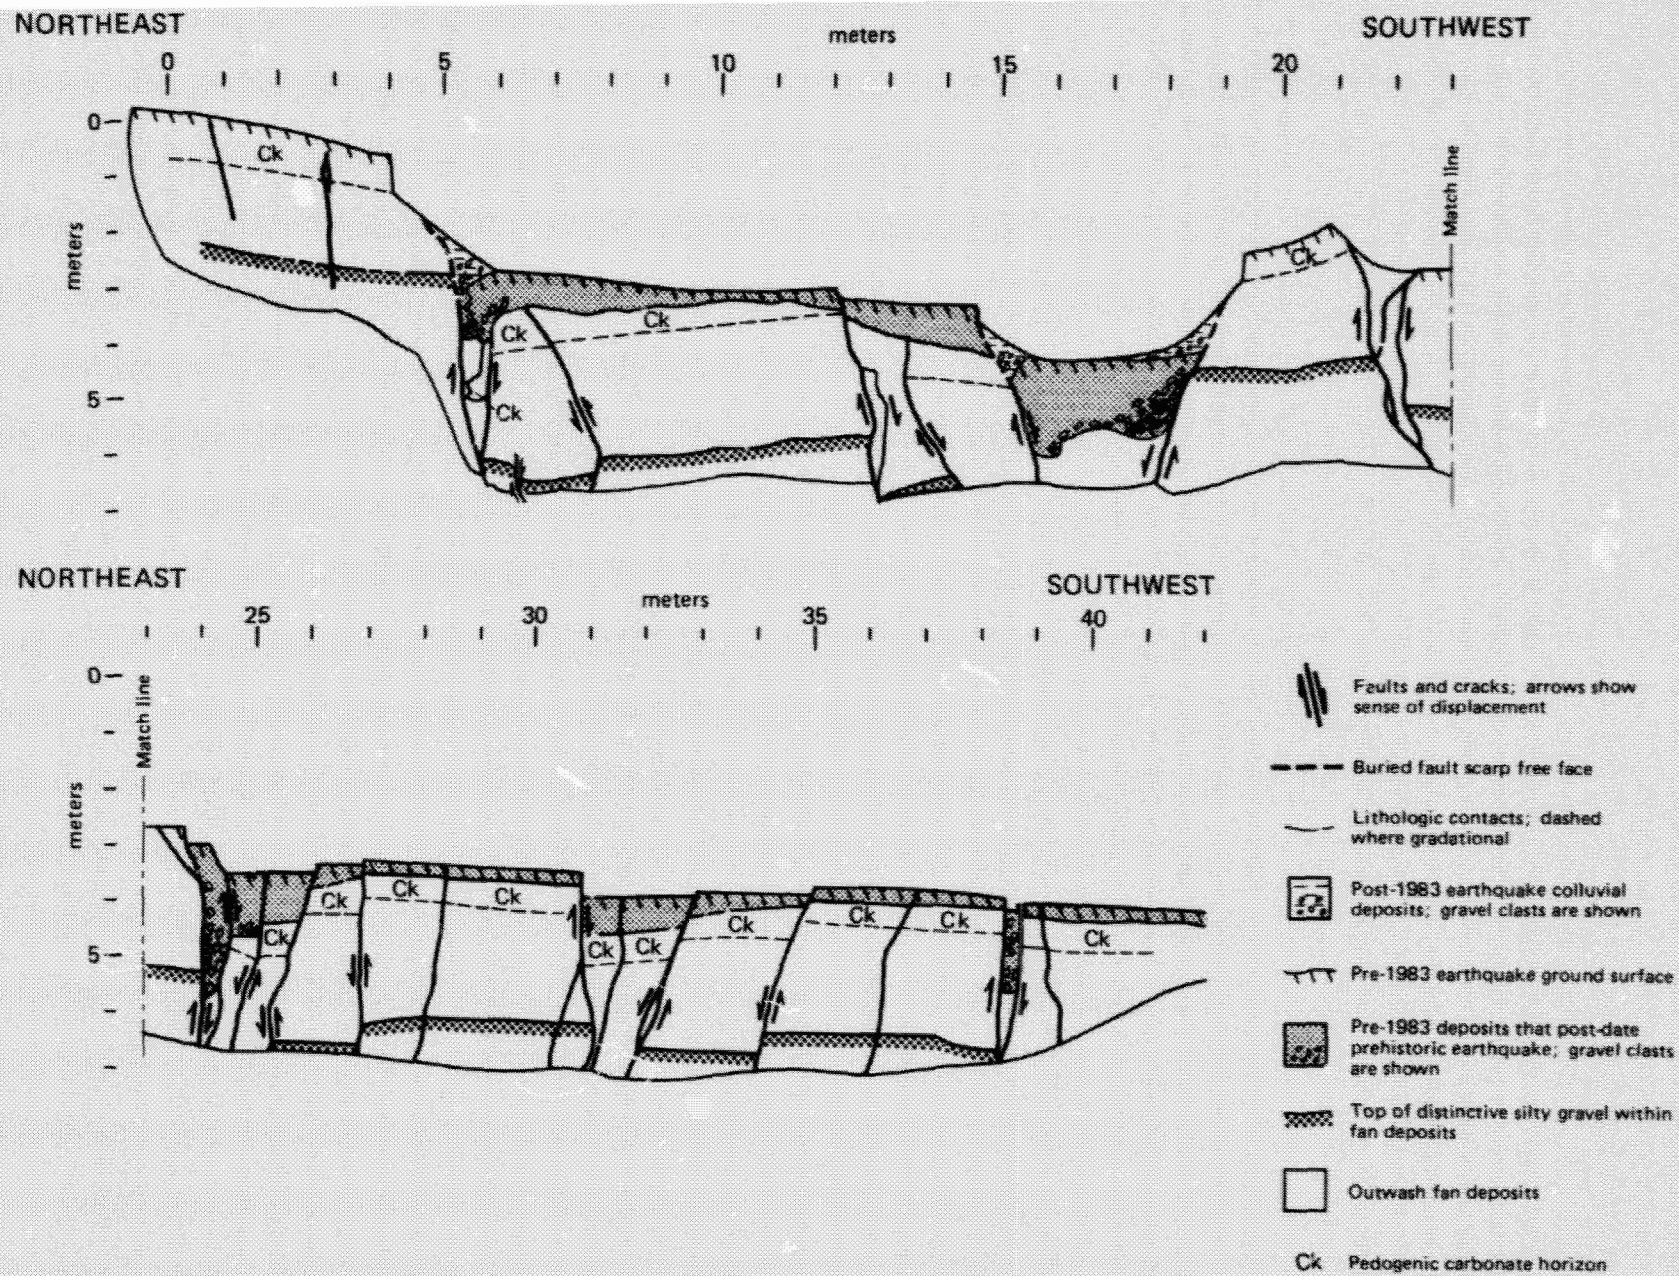 NORTHEAST
SOUTHWEST
meters
0
5
10
15
20
0
5
meters
Match line
Ck
Ck
Ck
Ck
Ck
NORTHEAST
SOUTHWEST
meters
25
30
35
40
0
5
meters
Match line
Ck
Ck
Ck
Ck
Ck
Ck
Ck
Ck
Ck
Ck
Faults and cracks; arrows show
sense of displacement
Buried fault scarp free face
Lithologic contacts; dashed
where gradational
Post-1983 earthquake colluvial
deposits; gravel clasts are shown
Pre-1983 earthquake ground surface
Pre-1983 deposits that post-date
prehistoric earthquake; gravel clasts
are shown
Top of distinctive silty gravel within
fan deposits
Outwash fan deposits
Ck Pedogenic carbonate horizon